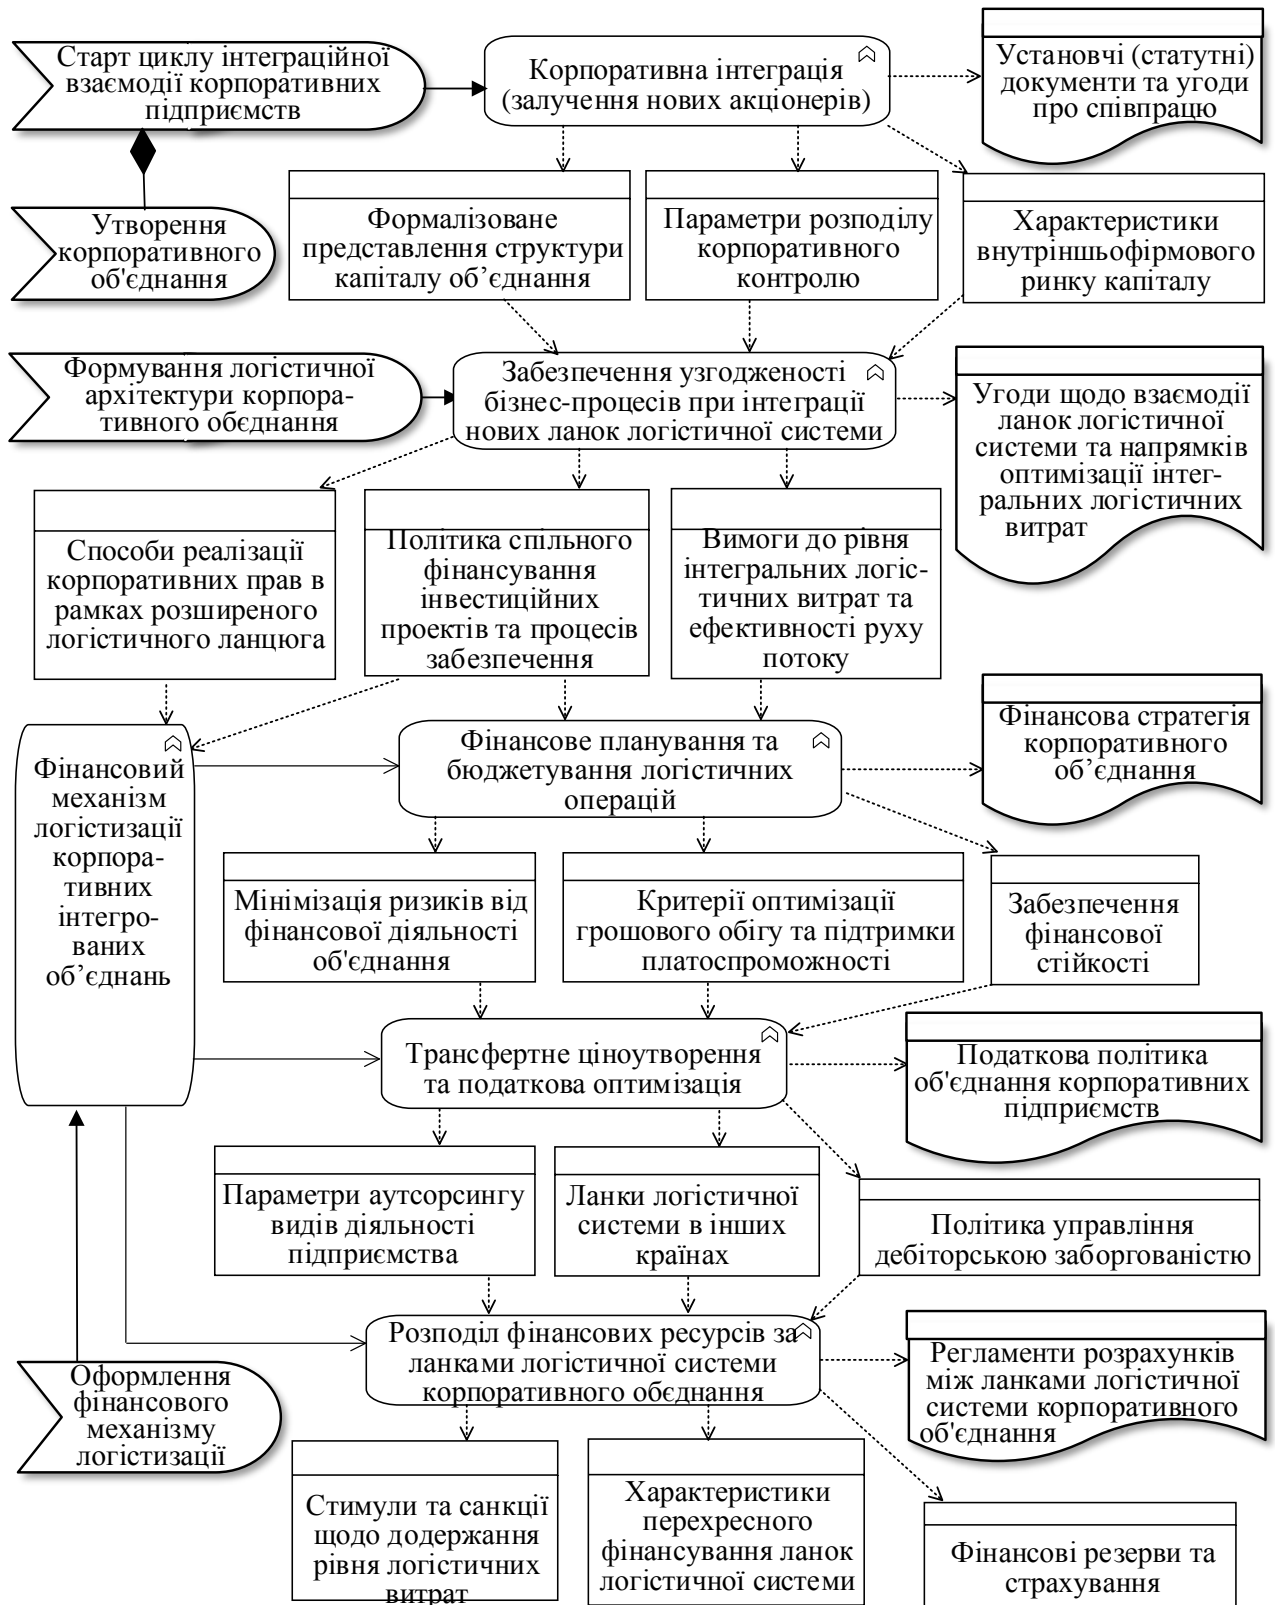 Старт циклу інтеграційної
взаємодії корпоративних
підприємств
Корпоративна інтеграція
(залучення нових акціонерів)
Установчі (статутні)
документи та угоди
про співпрацю
Утворення
корпоративного
об'єднання
Формалізоване
представлення структури
капіталу об’єднання
Параметри розподілу
корпоративного
контролю
Характеристики
внутріншьофірмового
ринку капіталу
Формування логістичної
архітектури корпора-
тивного обєднання
Забезпечення узгодженості
бізнес-процесів при інтеграції
нових ланок логістичної системи
Угоди щодо взаємодії
ланок логістичної
системи та напрямків
оптимізації інтег-
ральних логістичних
витрат
Способи реалізації
корпоративних прав в
рамках розширеного
логістичного ланцюга
Політика спільного
фінансування
інвестиційних
проектів та процесів
забезпечення
Вимоги до рівня
інтегральних логіс-
тичних витрат та
ефективності руху
потоку
Фінансовий
механізм
логістизації
корпора-
тивних
інтегро-
ваних
об’єднань
Фінансове планування та
бюджетування логістичних
операцій
Фінансова стратегія
корпоративного
об’єднання
Мінімізація ризиків від
фінансової діяльності
об'єднання
Критерії оптимізації
грошового обігу та підтримки
платоспроможності
Забезпечення
фінансової
стійкості
Трансфертне ціноутворення
та податкова оптимізація
Податкова політика
об'єднання корпоративних
підприємств
Параметри аутсорсингу
видів діяльності
підприємства
Ланки логістичної
системи в інших
країнах
Політика управління
дебіторською заборгованістю
Оформлення
фінансового
механізму
логістизації
Розподіл фінансових ресурсів за
ланками логістичної системи
корпоративного обєднання
Регламенти розрахунків
між ланками логістичної
системи корпоративного
об'єднання
Стимули та санкції
щодо додержання
рівня логістичних
витрат
Характеристики
перехресного
фінансування ланок
логістичної системи
Фінансові резерви та
страхування